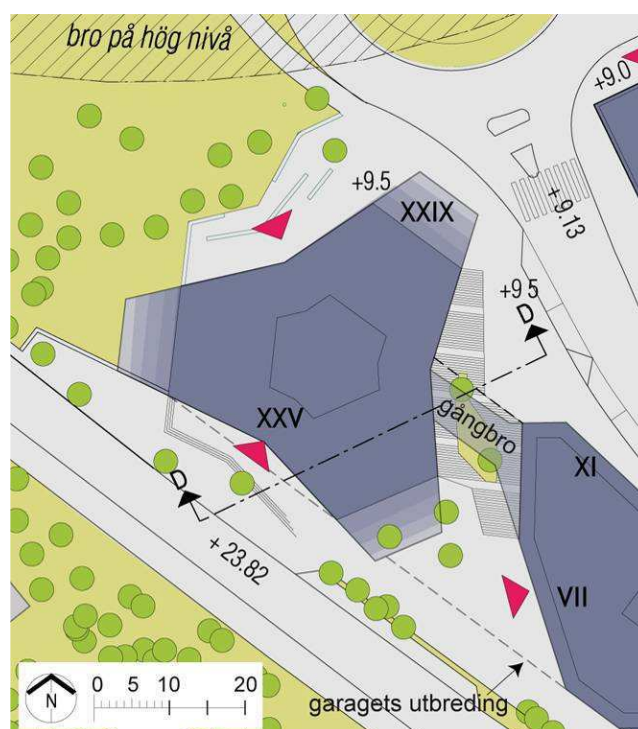 bro på hög nivå
+9.0
+9.5
XXIX
+9.13
+9 5
D
gångbro
XXV
XI
D
+ 23.82
VII
N
0 5 10 20
garagets utbreding